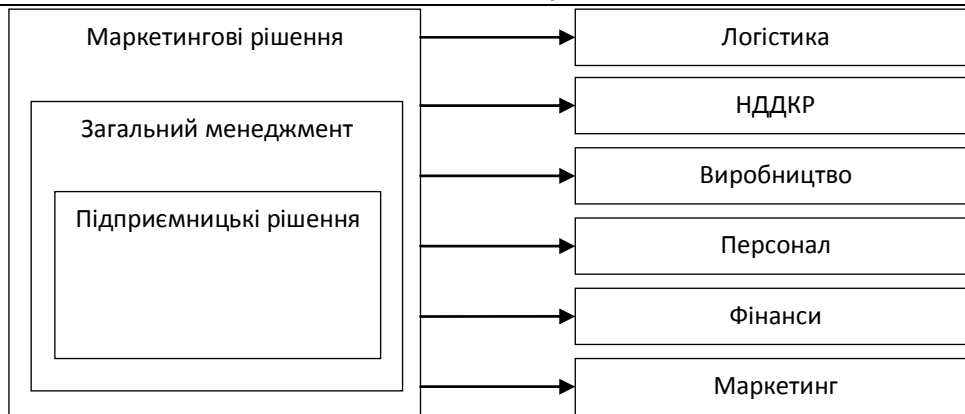 Маркетингові рішення
Загальний менеджмент
Підприємницькі рішення
Логістика
НДДКР
Виробництво
Персонал
Фінанси
Маркетинг